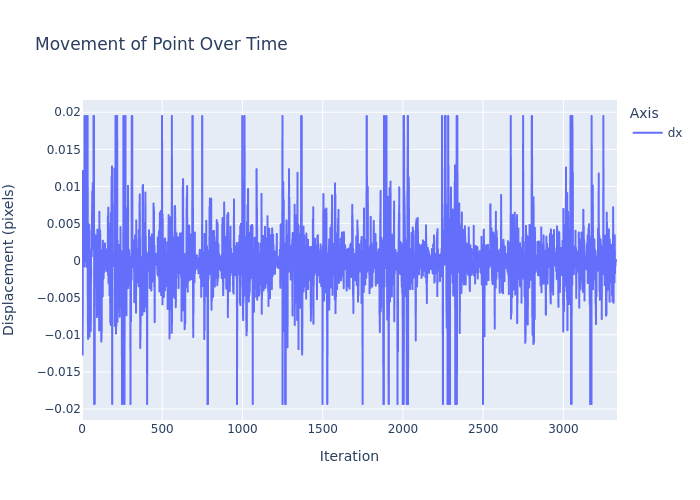 Movement of Point Over Time
Axis
dx
0.02
0.015
0.01
0.005
0
−0.005
−0.01
−0.015
−0.02
Displacement (pixels)
0 500 1000 1500 2000 2500 3000
Iteration